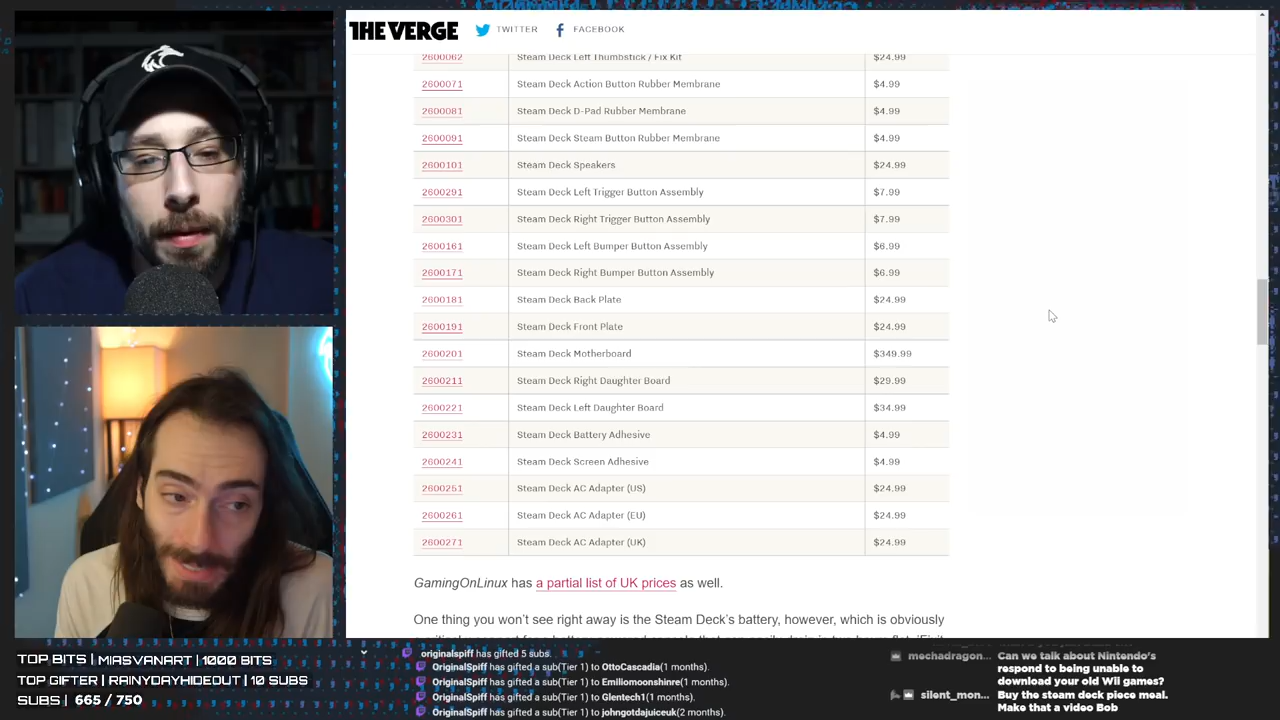 THE VERGE TWITTER FACEBOOK
2600062 Steam Deck Left Thumbstick / Fix Kit $24.99
2600071 Steam Deck Action Button Rubber Membrane $4.99
2600081 Steam Deck D-Pad Rubber Membrane $4.99
2600091 Steam Deck Steam Button Rubber Membrane $4.99
2600101 Steam Deck Speakers $24.99
2600291 Steam Deck Left Trigger Button Assembly $7.99
2600301 Steam Deck Right Trigger Button Assembly $7.99
2600161 Steam Deck Left Bumper Button Assembly $6.99
2600171 Steam Deck Right Bumper Button Assembly $6.99
2600181 Steam Deck Back Plate $24.99
2600191 Steam Deck Front Plate $24.99
2600201 Steam Deck Motherboard $349.99
2600211 Steam Deck Right Daughter Board $29.99
2600221 Steam Deck Left Daughter Board $34.99
2600231 Steam Deck Battery Adhesive $4.99
2600241 Steam Deck Screen Adhesive $4.99
2600251 Steam Deck AC Adapter (US) $24.99
2600261 Steam Deck AC Adapter (EU) $24.99
2600271 Steam Deck AC Adapter (UK) $24.99
GamingOnLinux has a partial list of UK prices as well.
One thing you won't see right away is the Steam Deck's battery, however, which is obviously
TOP BITS | MIASVANART | 1000 BITS
TOP GIFTER | RAINYDAYHIDEOUT | 10 SUBS
SUBS | 665 / 750
originalspiff has gifted 5 subs.
OriginalSpiff has gifted a sub(Tier 1) to OttoCascadia(1 months).
OriginalSpiff has gifted a sub(Tier 1) to Emiliomoonshire(1 months).
OriginalSpiff has gifted a sub(Tier 1) to Glentech1(1 months).
OriginalSpiff has gifted a sub(Tier 1) to johngotdajuiceuk(2 months).
mechadragon... Can we talk about Nintendo's
respond to being unable to
download your old Wii games?
silent_mon... Buy the steam deck piece meal.
Make that a video Bob